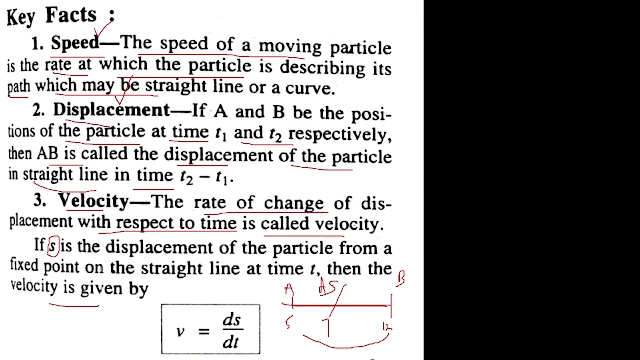 Key Facts :
1. Speed—The speed of a moving particle
is the rate at which the particle is describing its
path which may be straight line or a curve.
2. Displacement—If A and B be the posi-
tions of the particle at time t₁ and t₂ respectively,
then AB is called the displacement of the particle
in straight line in time t₂ – t₁.
3. Velocity—The rate of change of dis-
placement with respect to time is called velocity.
If s is the displacement of the particle from a
fixed point on the straight line at time t, then the
velocity is given by
A ds B
5 7 12
v = ds/dt